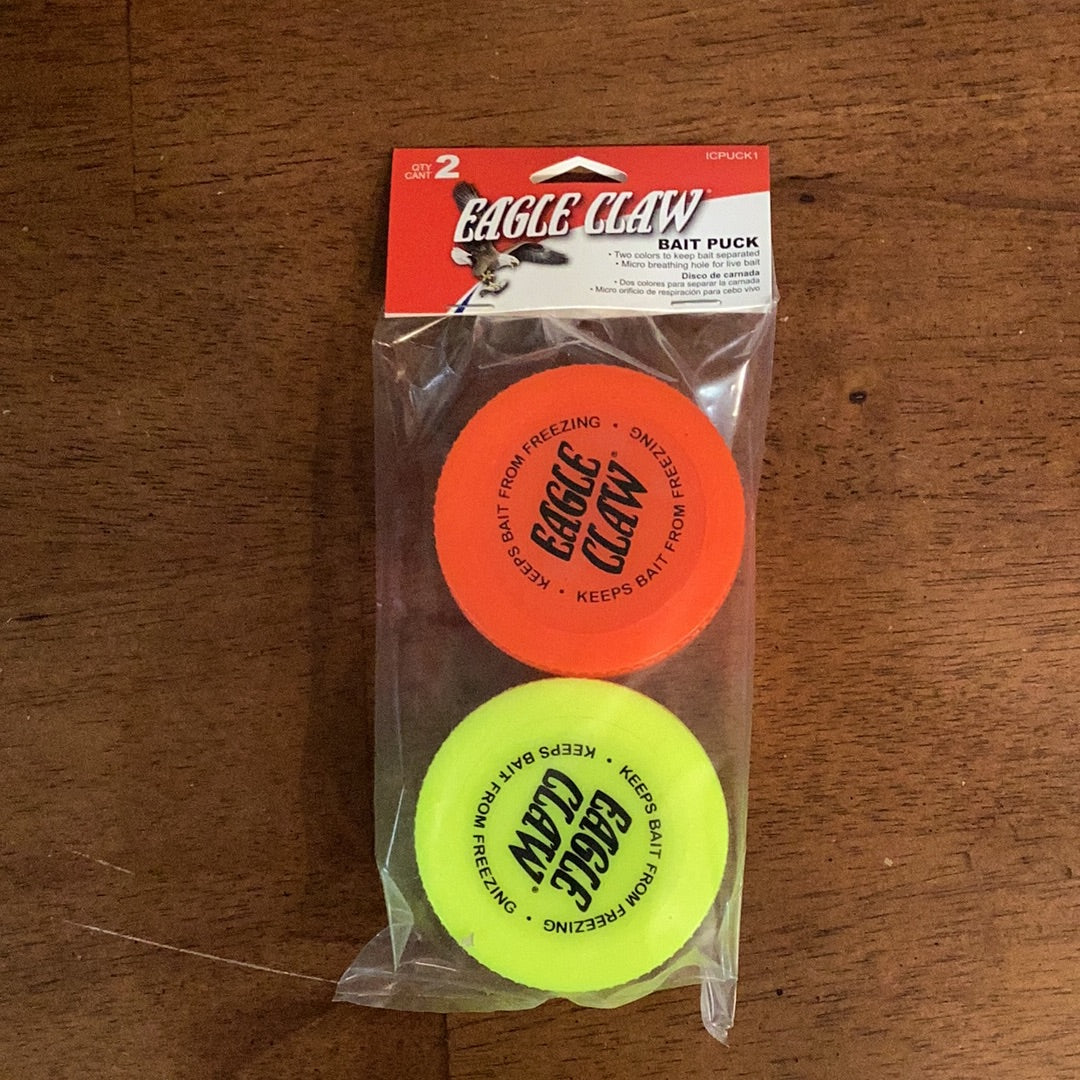 QTY
CANT 2
ICPUCK1
EAGLE CLAW®
BAIT PUCK
• Two colors to keep bait separated
• Micro breathing hole for live bait
Disco de carnada
• Dos colores para separar la carnada
• Micro orificio de respiración para cebo vivo
KEEPS BAIT FROM FREEZING • KEEPS BAIT FROM FREEZING •
EAGLE
CLAW®
KEEPS BAIT FROM FREEZING • KEEPS BAIT FROM FREEZING •
EAGLE
CLAW®